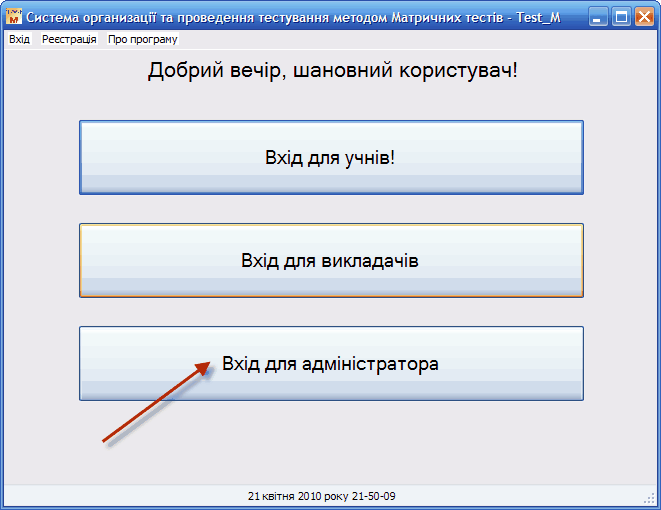 Система организації та проведення тестування методом Матричних тестів - Test_M
Вхід Реєстрація Про програму
Добрий вечір, шановний користувач!
Вхід для учнів!
Вхід для викладачів
Вхід для адміністратора
21 квітня 2010 року 21-50-09